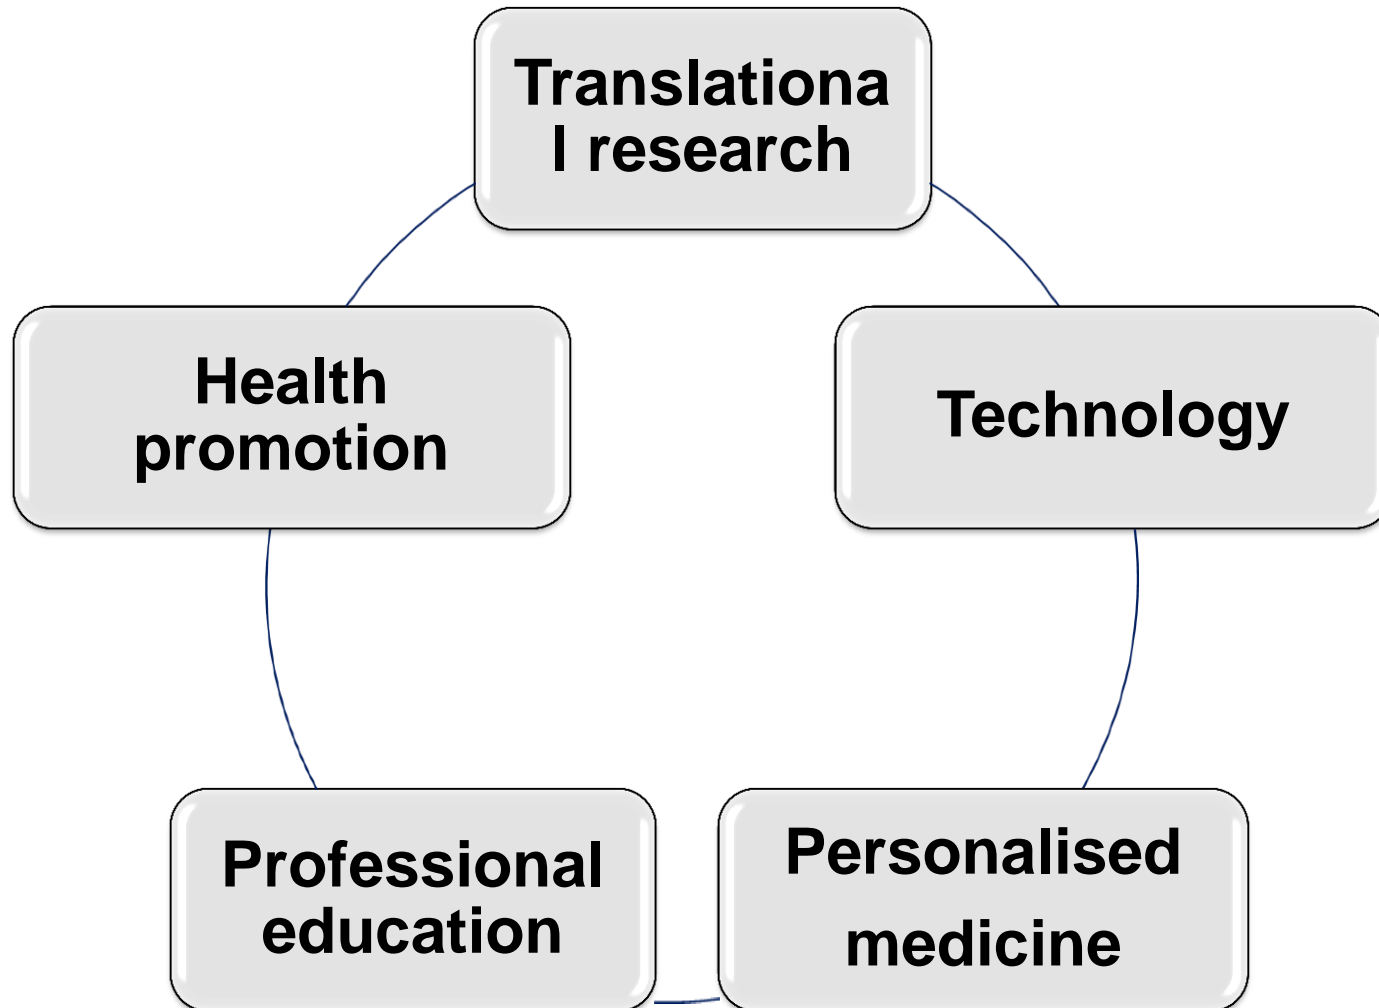 Translationa
l research
Health
promotion
Technology
Professional
education
Personalised
medicine